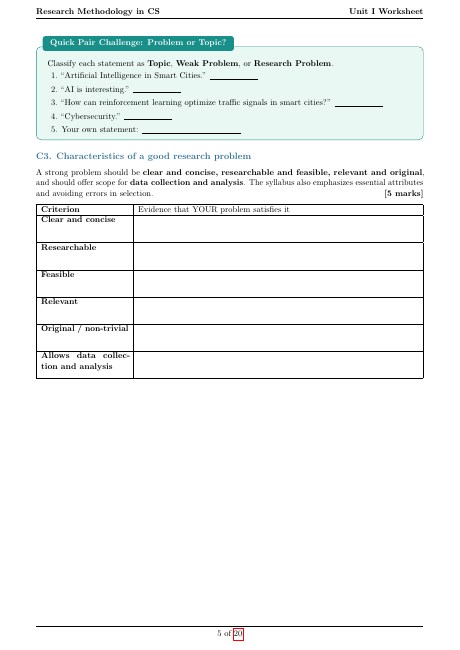 Research Methodology in CS
Unit I Worksheet
Quick Pair Challenge: Problem or Topic?
Classify each statement as Topic, Weak Problem, or Research Problem.
1. “Artificial Intelligence in Smart Cities.”
2. “AI is interesting.”
3. “How can reinforcement learning optimize traffic signals in smart cities?”
4. “Cybersecurity.”
5. Your own statement:
C3. Characteristics of a good research problem
A strong problem should be clear and concise, researchable and feasible, relevant and original,
and should offer scope for data collection and analysis. The syllabus also emphasizes essential attributes
and avoiding errors in selection. [5 marks]
Criterion Evidence that YOUR problem satisfies it
Clear and concise
Researchable
Feasible
Relevant
Original / non-trivial
Allows data collec-
tion and analysis
5 of 20